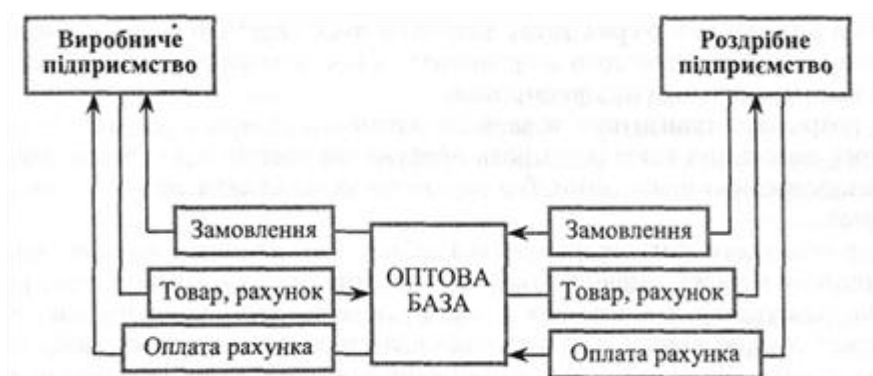 Виробниче
підприємство
Роздрібне
підприємство
Замовлення
Замовлення
Товар, рахунок
ОПТОВА
БАЗА
Товар, рахунок
Оплата рахунка
Оплата рахунка